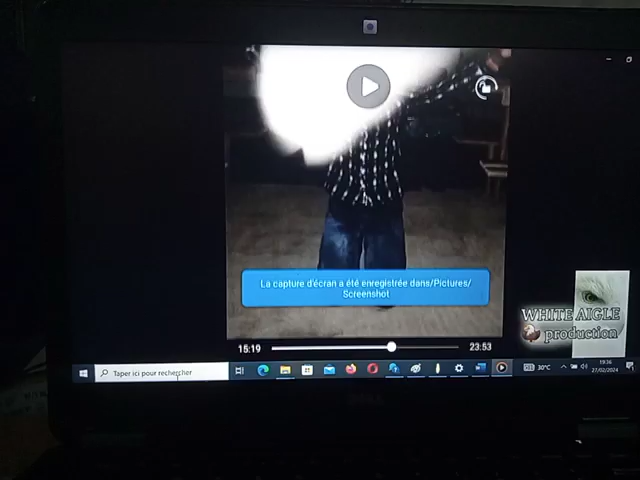 La capture d'écran a été enregistrée dans/Pictures/
Screenshot
WHITE AIGLE
production
15:19
23:53
Taper ici pour rechercher
30°C
19:36
27/02/2024
DELL